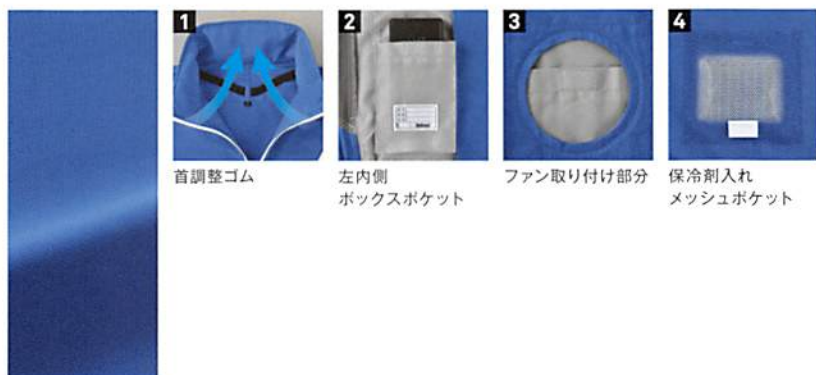 1
首調整ゴム
2
左内側
ボックスポケット
3
ファン取り付け部分
4
保冷剤入れ
メッシュポケット